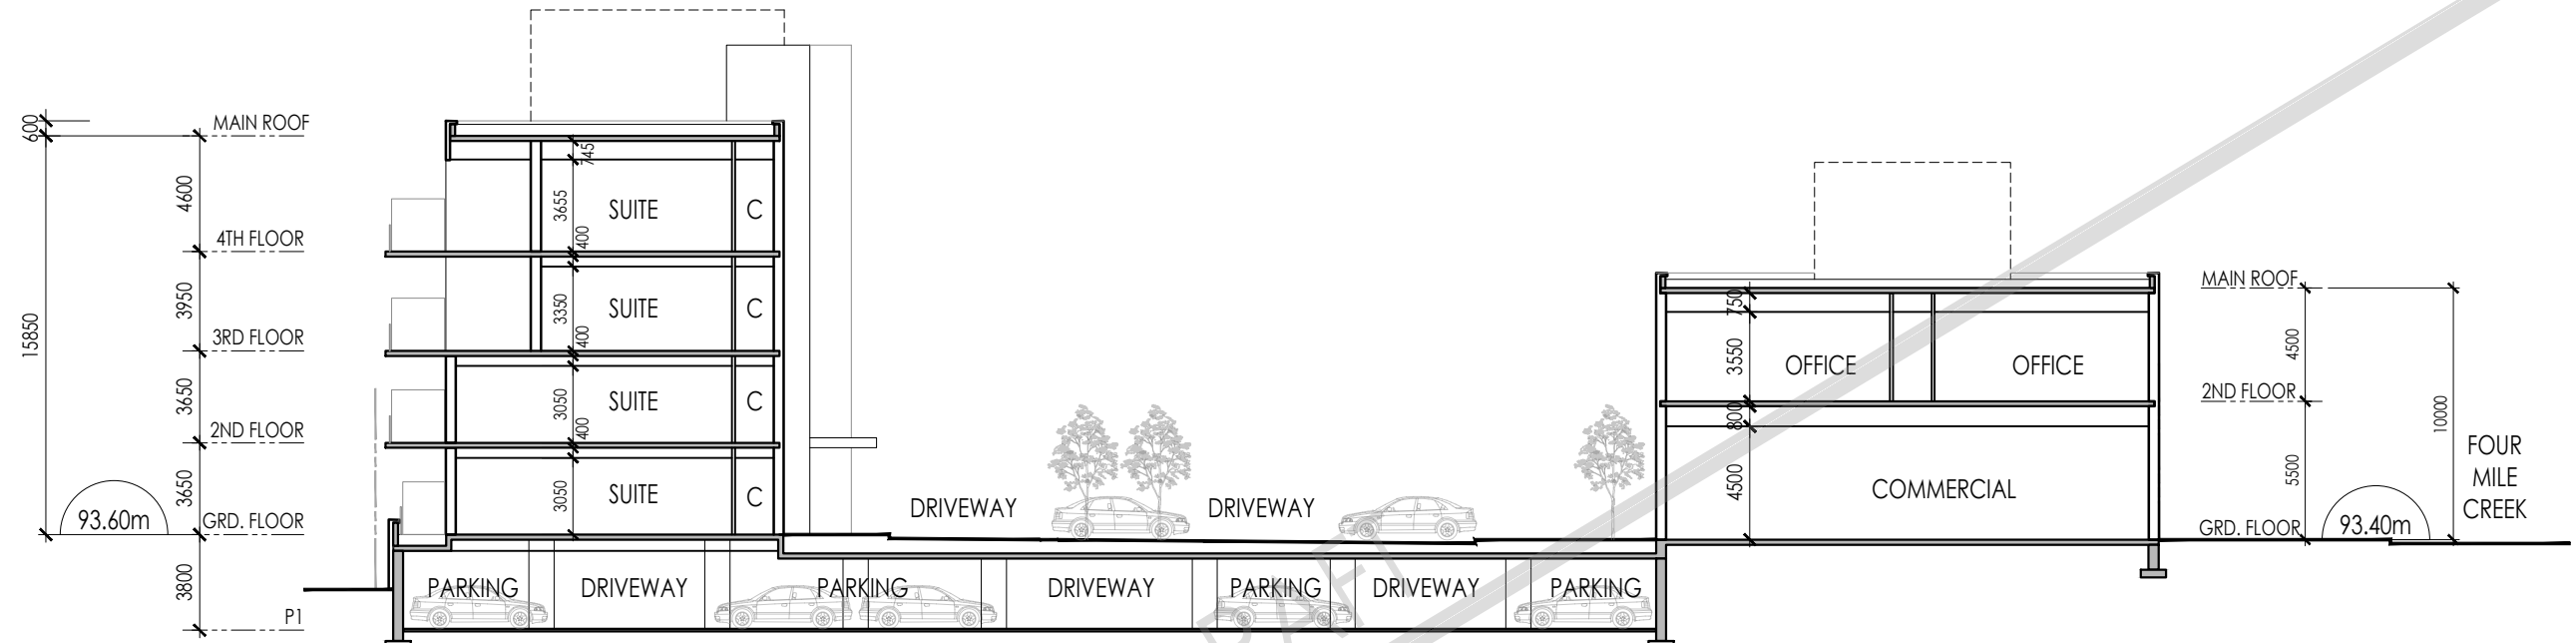 600
MAIN ROOF
4600
4TH FLOOR
3950
3RD FLOOR
15850
3650
2ND FLOOR
3650
93.60m
GRD. FLOOR
3800
P1
745
3655
SUITE
C
400
3350
SUITE
C
400
3050
SUITE
C
400
3050
SUITE
C
DRIVEWAY
DRIVEWAY
PARKING
DRIVEWAY
PARKING
DRIVEWAY
PARKING
DRIVEWAY
PARKING
750
3550
OFFICE
OFFICE
800
4500
COMMERCIAL
MAIN ROOF
4500
2ND FLOOR
10000
5500
GRD. FLOOR
93.40m
FOUR
MILE
CREEK